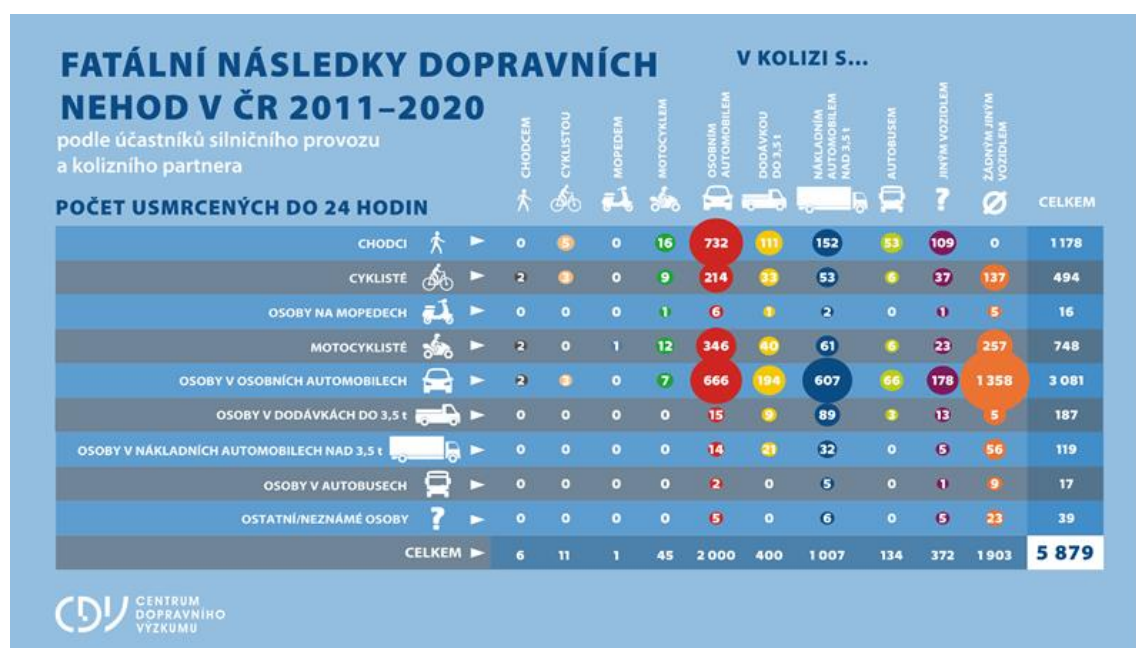 FATÁLNÍ NÁSLEDKY DOPRAVNÍCH
NEHOD V ČR 2011–2020
podle účastníků silničního provozu
a kolizního partnera
POČET USMRCENÝCH DO 24 HODIN
V KOLIZI S...
CHODCEM
CYKLISTOU
MOPEDEM
MOTOCYKLEM
OSOBNÍM
AUTOMOBILEM
DODÁVKOU
DO 3,5 t
NÁKLADNÍM
AUTOMOBILEM
NAD 3,5 t
AUTOBUSEM
JINÝM VOZIDLEM
ŽÁDNÝM JINÝM
VOZIDLEM
? Ø CELKEM
CHODCI 0 5 0 16 732 111 152 53 109 0 1178
CYKLISTÉ 2 3 0 9 214 33 53 6 37 137 494
OSOBY NA MOPEDECH 0 0 0 1 6 1 2 0 1 5 16
MOTOCYKLISTÉ 2 0 1 12 346 40 61 6 23 257 748
OSOBY V OSOBNÍCH AUTOMOBILECH 2 3 0 7 666 194 607 66 178 1 358 3 081
OSOBY V DODÁVKÁCH DO 3,5 t 0 0 0 0 15 9 89 3 13 5 187
OSOBY V NÁKLADNÍCH AUTOMOBILECH NAD 3,5 t 0 0 0 0 14 21 32 0 5 56 119
OSOBY V AUTOBUSECH 0 0 0 0 2 0 5 0 1 9 17
OSTATNÍ/NEZNÁMÉ OSOBY ? 0 0 0 0 5 0 6 0 5 23 39
CELKEM 6 11 1 45 2 000 400 1 007 134 372 1 903 5 879
CDV
CENTRUM
DOPRAVNÍHO
VÝZKUMU